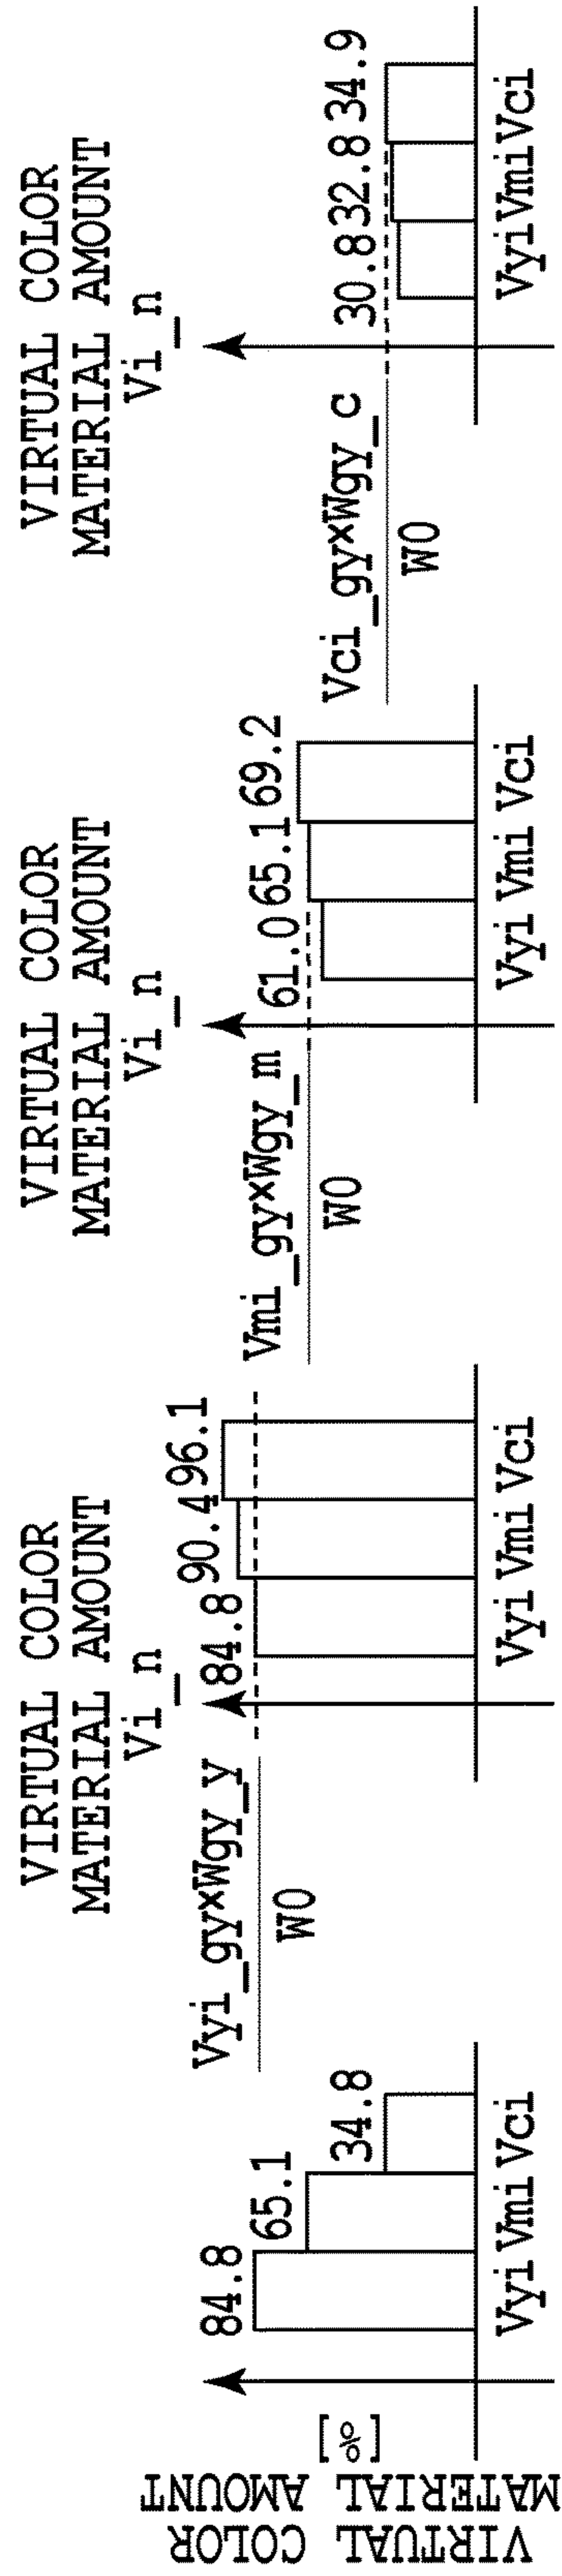 VIRTUAL COLOR
MATERIAL AMOUNT
[%]
84.8
65.1
34.8
Vyi Vmi Vci
VIRTUAL COLOR
MATERIAL AMOUNT
Vi_n
Vyi_gy×Wgy_y
W0
84.8
90.4
96.1
Vyi Vmi Vci
VIRTUAL COLOR
MATERIAL AMOUNT
Vi_n
Vmi_gy×Wgy_m
W0
61.0
65.1
69.2
Vyi Vmi Vci
VIRTUAL COLOR
MATERIAL AMOUNT
Vi_n
Vci_gy×Wgy_c
W0
30.8 32.8 34.9
Vyi Vmi Vci